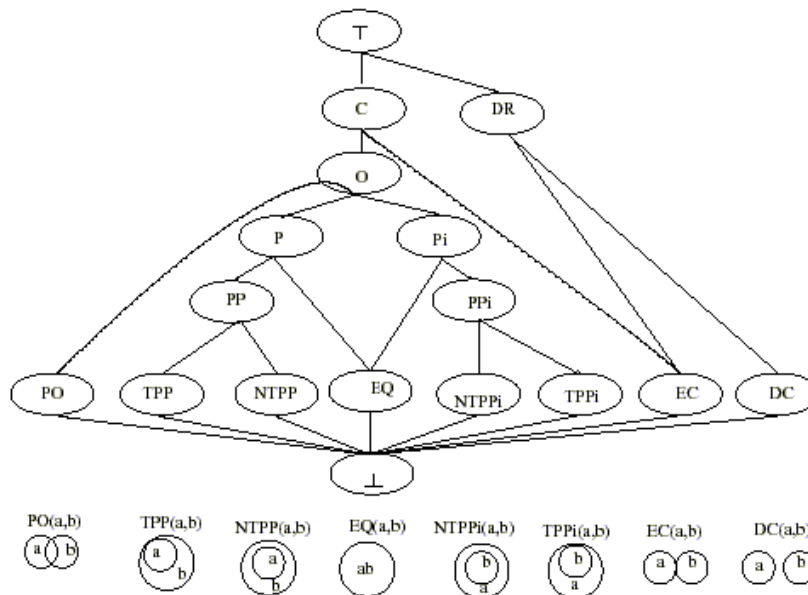 ⊤
C DR
O
P Pi
PP PPi
PO TPP NTPP EQ NTPPi TPPi EC DC
⊥
PO(a,b) TPP(a,b) NTPP(a,b) EQ(a,b) NTPPi(a,b) TPPi(a,b) EC(a,b) DC(a,b)
a b a b a b ab b a b a a b a b